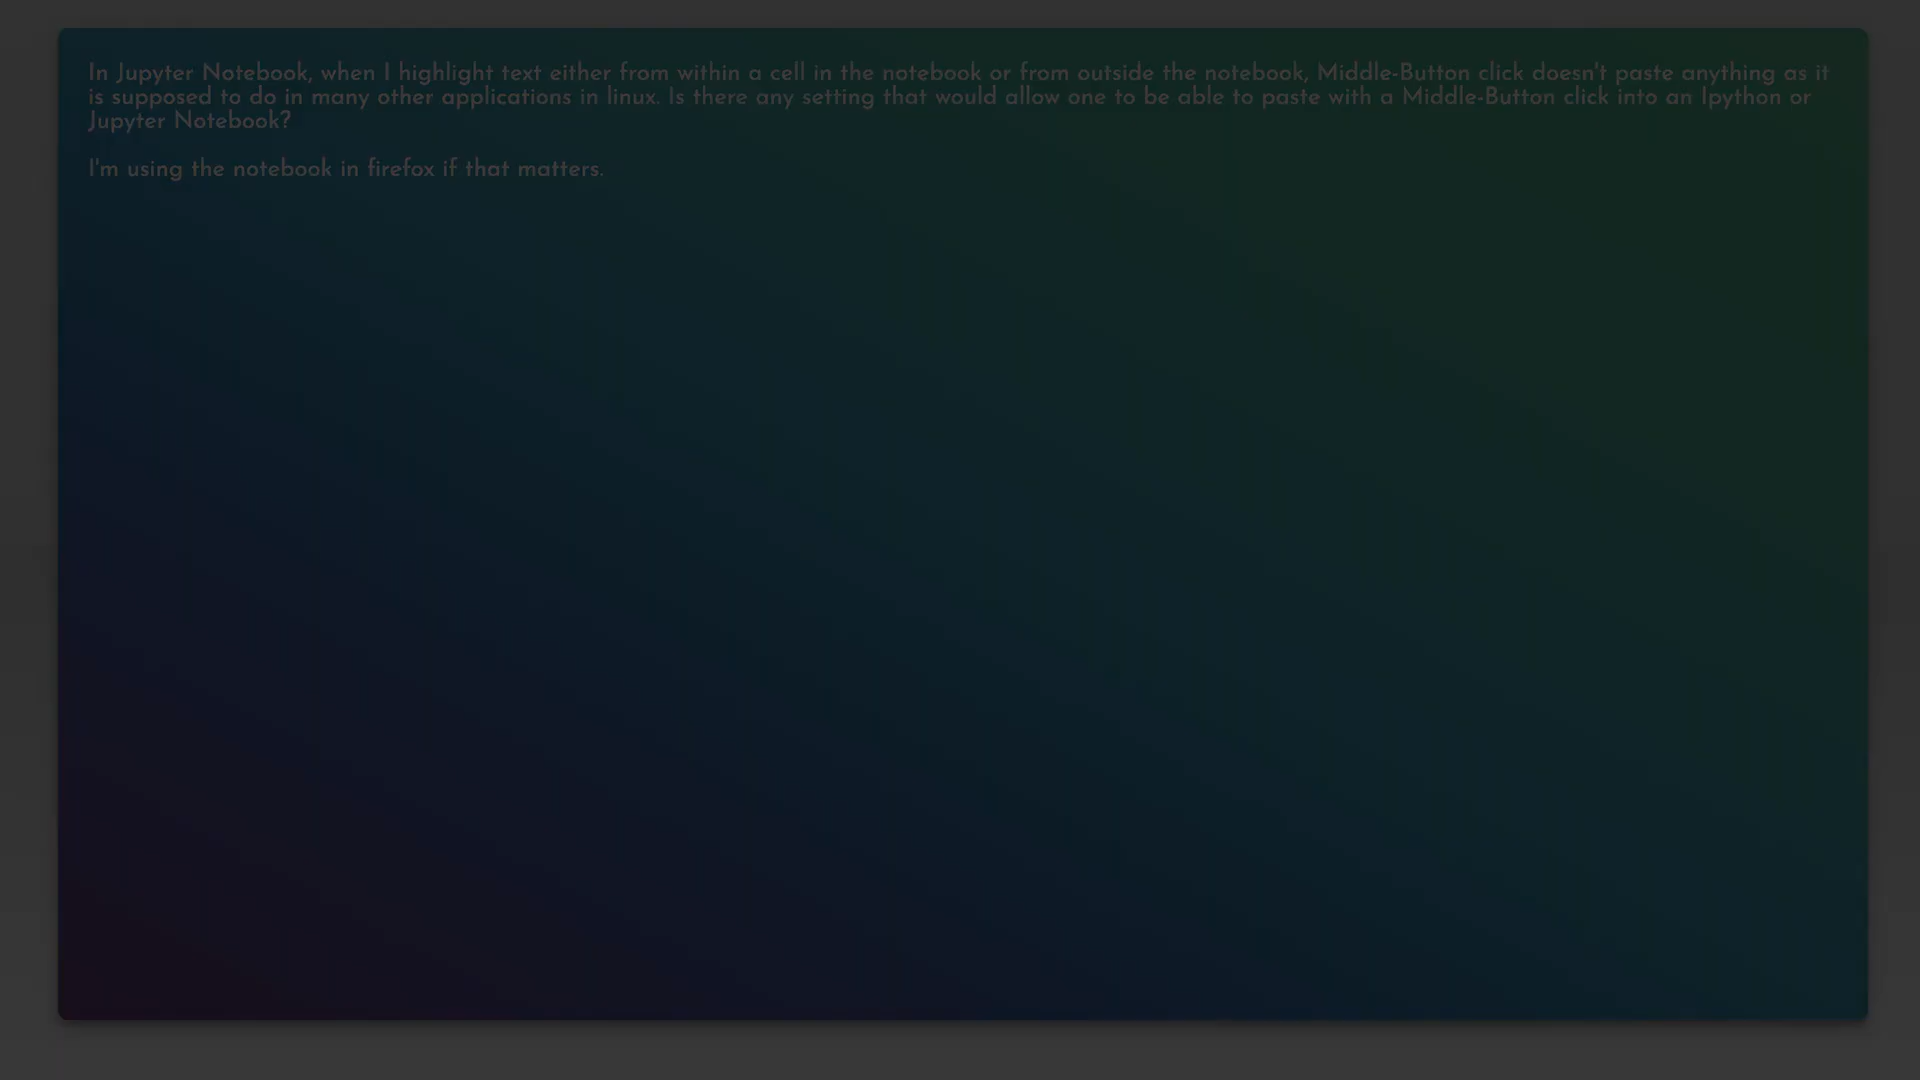 In Jupyter Notebook, when I highlight text either from within a cell in the notebook or from outside the notebook, Middle-Button click doesn't paste anything as it
is supposed to do in many other applications in linux. Is there any setting that would allow one to be able to paste with a Middle-Button click into an Ipython or
Jupyter Notebook?
I'm using the notebook in firefox if that matters.